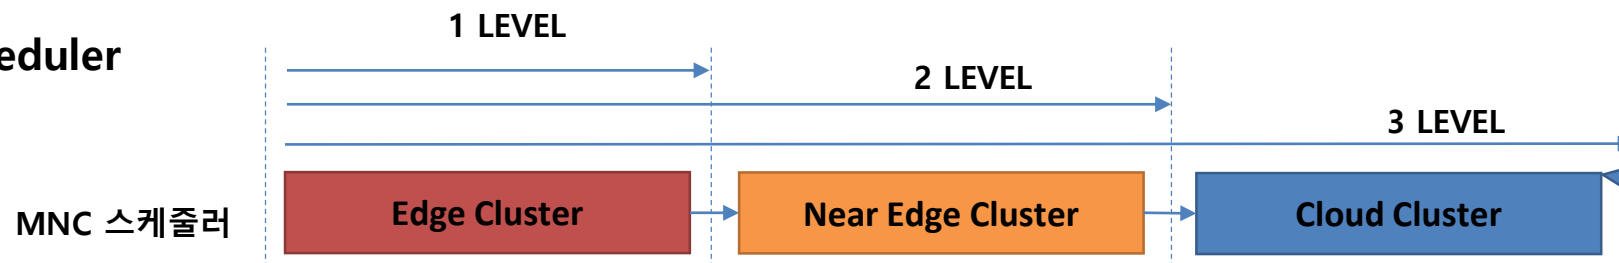 1 LEVEL
eduler
2 LEVEL
3 LEVEL
MNC 스케줄러
Edge Cluster
Near Edge Cluster
Cloud Cluster